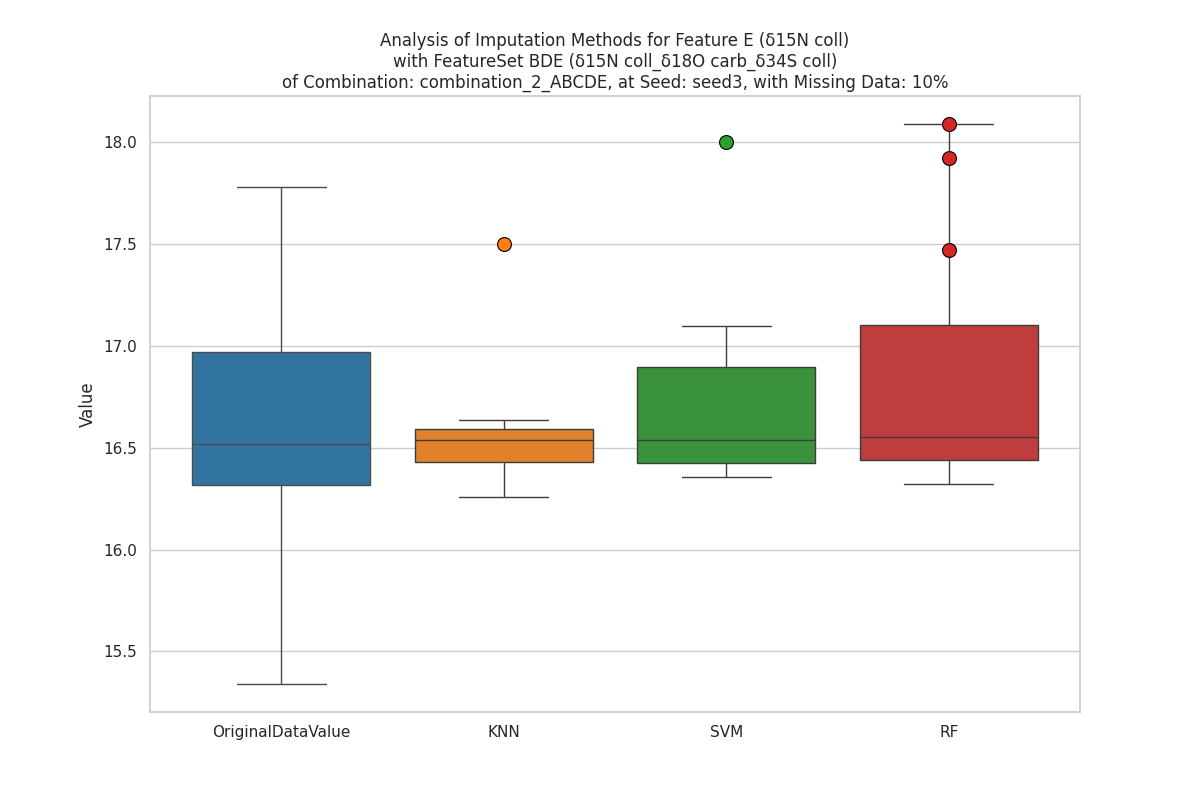 Analysis of Imputation Methods for Feature E (δ15N coll)
with FeatureSet BDE (δ15N coll_δ18O carb_δ34S coll)
of Combination: combination_2_ABCDE, at Seed: seed3, with Missing Data: 10%
Value
18.0
17.5
17.0
16.5
16.0
15.5
OriginalDataValue
KNN
SVM
RF